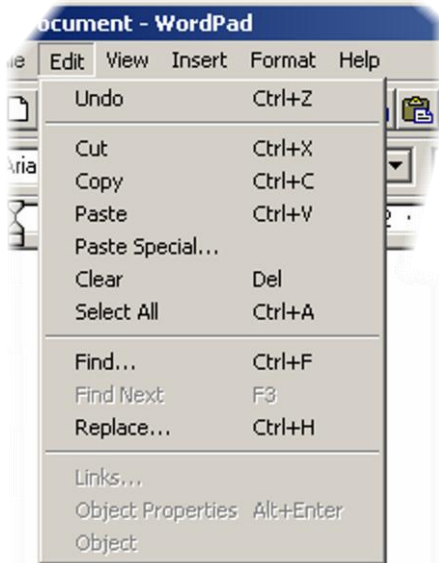 ocument - WordPad
Edit View Insert Format Help
Undo Ctrl+Z
Cut Ctrl+X
Copy Ctrl+C
Paste Ctrl+V
Paste Special...
Clear Del
Select All Ctrl+A
Find... Ctrl+F
Find Next F3
Replace... Ctrl+H
Links...
Object Properties Alt+Enter
Object